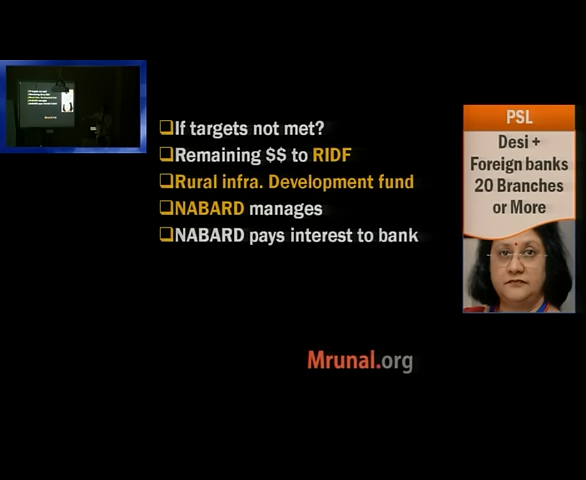 If targets not met?
Remaining $$ to RIDF
Rural infra. Development fund
NABARD manages
NABARD pays interest to bank
PSL
Desi +
Foreign banks
20 Branches
or More
Mrunal.org